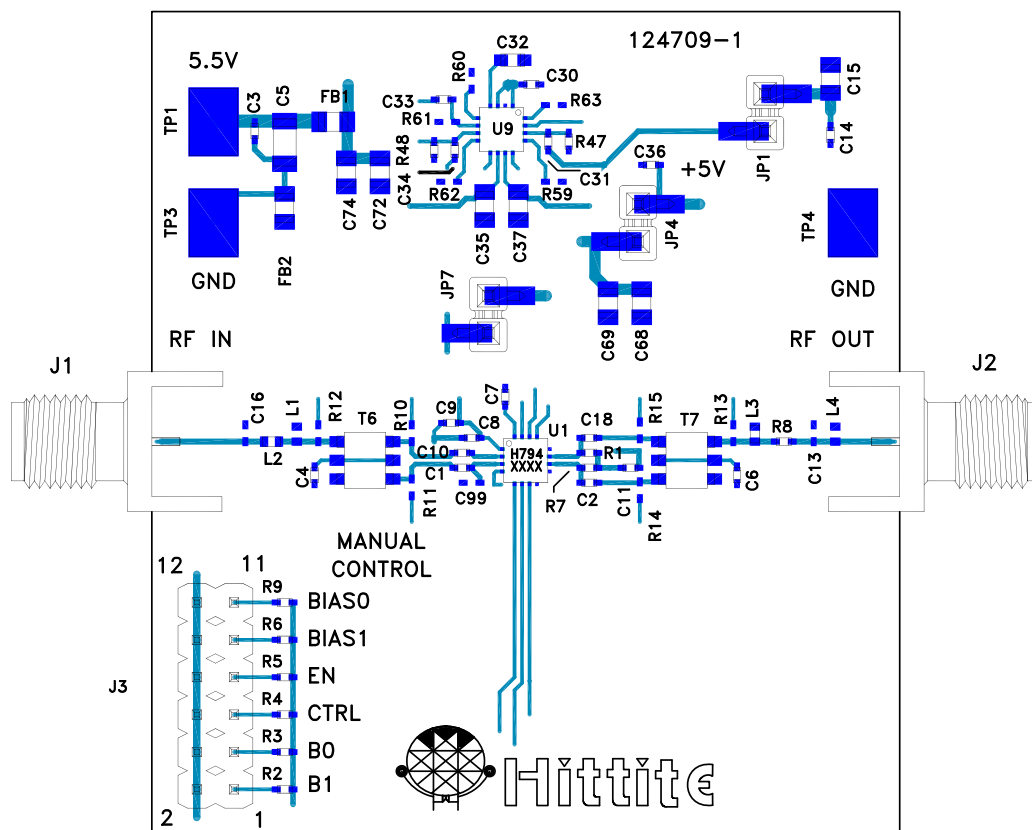 124709-1
5.5V
C32
R60
C30
C33
R63
C3
C5
FB1
TP1
R61
U9
R48
R47
C15
C14
JP1
C36
+5V
C34
R62
C31
R59
TP3
C74
C72
C35
C37
JP4
TP4
GND
FB2
JP7
GND
RF IN
C69
C68
RF OUT
J1
J2
C16
L1
R12
T6
R10
C9
C8
C7
U1
C18
R15
T7
R13
L3
R8
L4
L2
C4
C10
C1
H794
XXXX
R1
C99
R7
C2
C11
C6
C13
R11
R14
MANUAL
CONTROL
12
11
R9
BIAS0
R6
BIAS1
R5
EN
J3
R4
CTRL
R3
B0
R2
B1
2
1
HittitE